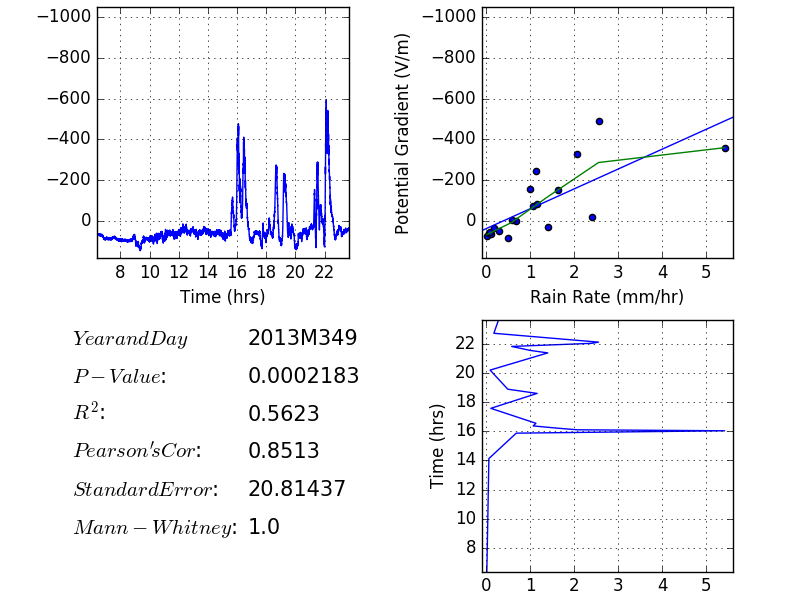 −1000
−800
−600
−400
−200
0
8 10 12 14 16 18 20 22
Time (hrs)
Potential Gradient (V/m)
−1000
−800
−600
−400
−200
0
0 1 2 3 4 5
Rain Rate (mm/hr)
YearandDay 2013M349
P−Value: 0.0002183
R²: 0.5623
Pearson'sCor: 0.8513
StandardError: 20.81437
Mann−Whitney: 1.0
Time (hrs)
22
20
18
16
14
12
10
8
0 1 2 3 4 5